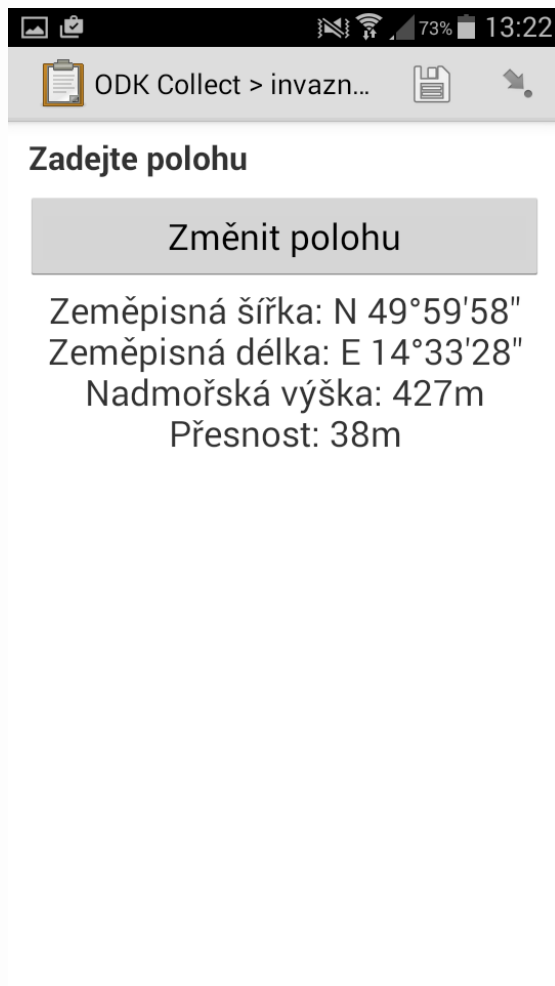 73% 13:22
ODK Collect > invazn...
Zadejte polohu
Změnit polohu
Zeměpisná šířka: N 49°59'58"
Zeměpisná délka: E 14°33'28"
Nadmořská výška: 427m
Přesnost: 38m